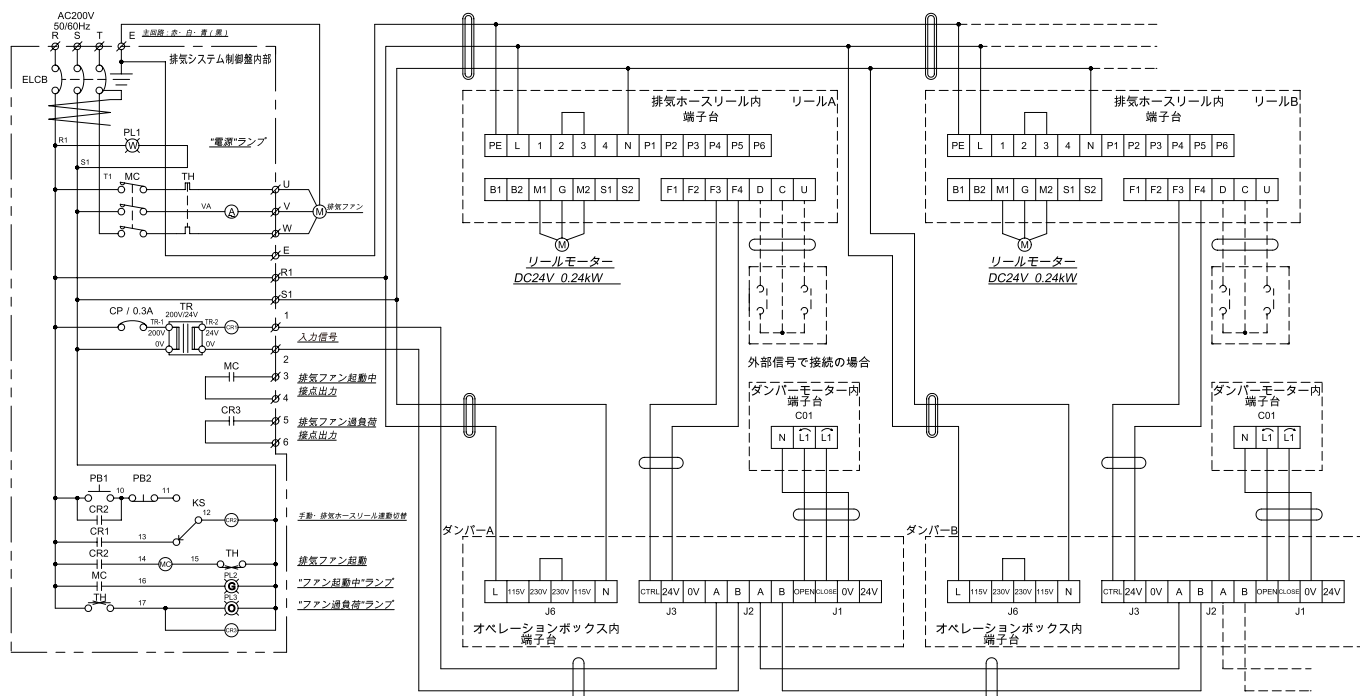 AC200V
50/60Hz
R S T E
主回路:赤・白・青(黒)
排気システム制御盤内部
ELCB
R1
PL1
W
"電源"ランプ
S1
T1 MC TH
U
VA A V M 排気ファン
W
E
R1
S1
CP / 0.3A
TR
200V/24V
TR-1 TR-2
200V 24V
CR1
1
入力信号
0V 0V
2
MC
3 排気ファン起動中
4 接点出力
CR3
5 排気ファン過負荷
6 接点出力
PB1 10 PB2 11
CR2
KS
12 CR2 手動・排気ホースリール連動切替
CR1 13
CR2 14 MC 15 TH 排気ファン起動
MC 16 PL2 G "ファン起動中"ランプ
TH 17 PL3 O "ファン過負荷"ランプ
CR3
排気ホースリール内 リールA
端子台
PE L 1 2 3 4 N P1 P2 P3 P4 P5 P6
B1 B2 M1 G M2 S1 S2 F1 F2 F3 F4 D C U
M
リールモーター
DC24V 0.24kW
外部信号で接続の場合
ダンパーモーター内
端子台
C01
N L1 L1
ダンパーA
L 115V 230V 230V 115V N CTRL 24V 0V A B A B OPEN CLOSE 0V 24V
J6 J3 J2 J1
オペレーションボックス内
端子台
排気ホースリール内 リールB
端子台
PE L 1 2 3 4 N P1 P2 P3 P4 P5 P6
B1 B2 M1 G M2 S1 S2 F1 F2 F3 F4 D C U
M
リールモーター
DC24V 0.24kW
ダンパーモーター内
端子台
C01
N L1 L1
ダンパーB
L 115V 230V 230V 115V N CTRL 24V 0V A B A B OPEN CLOSE 0V 24V
J6 J3 J2 J1
オペレーションボックス内
端子台